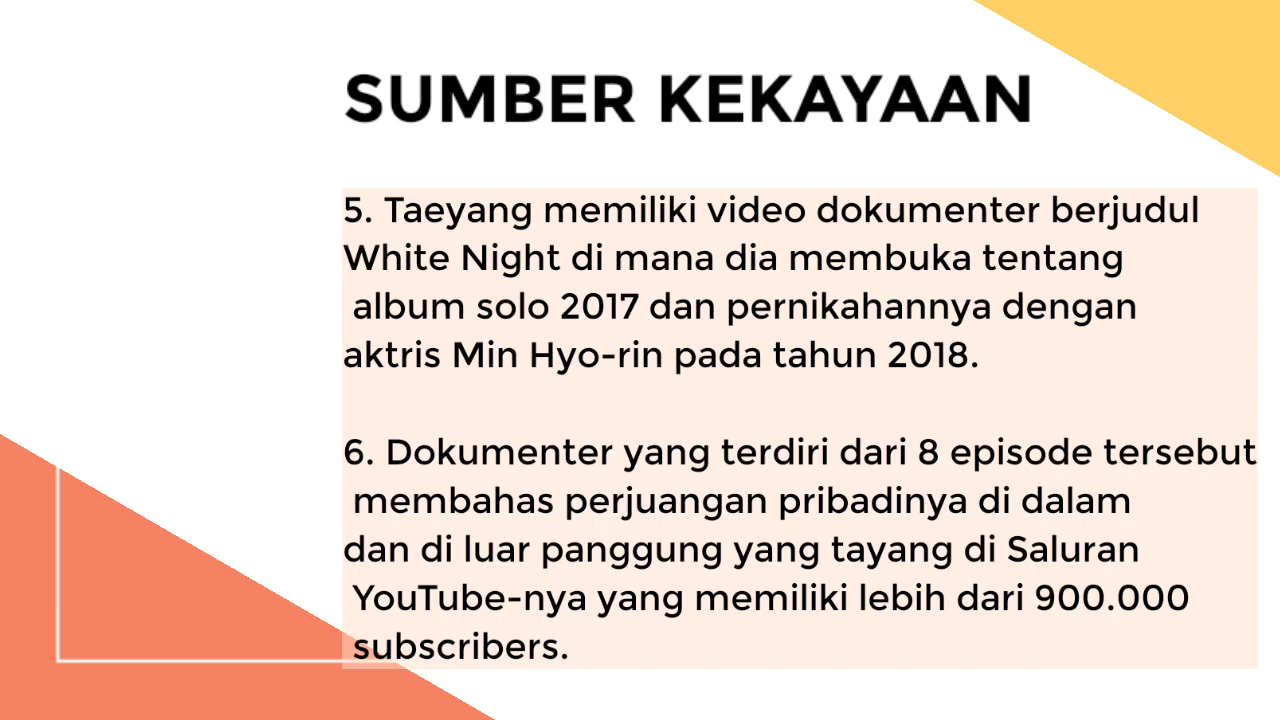 SUMBER KEKAYAAN
5. Taeyang memiliki video dokumenter berjudul
White Night di mana dia membuka tentang
album solo 2017 dan pernikahannya dengan
aktris Min Hyo-rin pada tahun 2018.
6. Dokumenter yang terdiri dari 8 episode tersebut
membahas perjuangan pribadinya di dalam
dan di luar panggung yang tayang di Saluran
YouTube-nya yang memiliki lebih dari 900.000
subscribers.